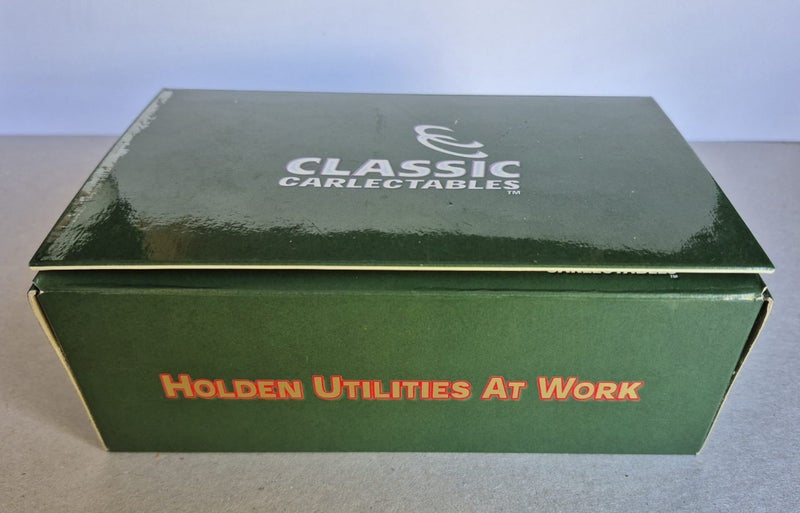 CLASSIC
CARLECTABLES
TM
HOLDEN UTILITIES AT WORK